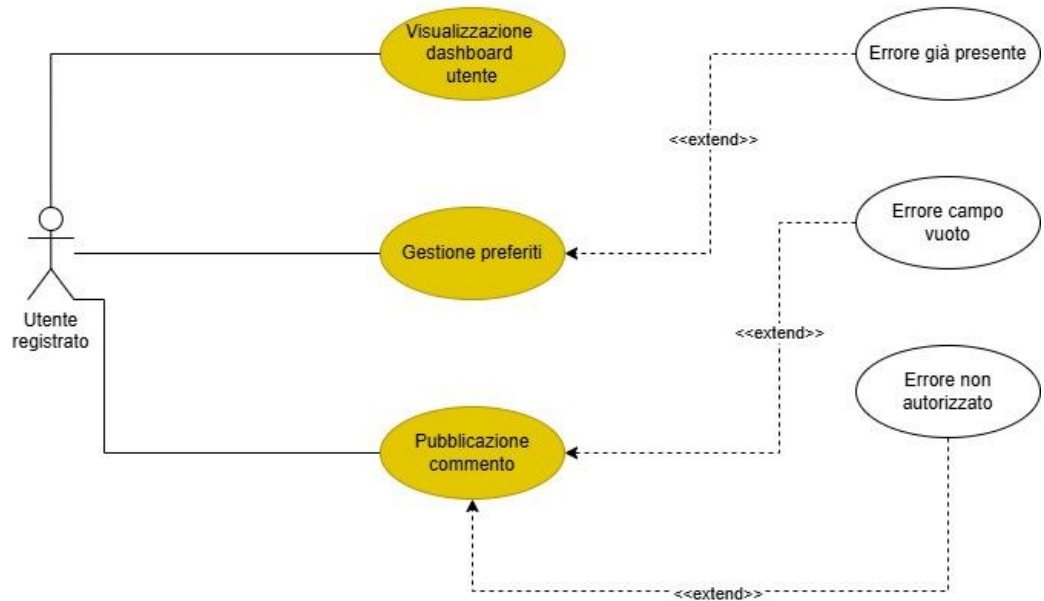 Visualizzazione
dashboard
utente
Errore già presente
<<extend>>
Errore campo
vuoto
Gestione preferiti
Utente
registrato
<<extend>>
Errore non
autorizzato
Pubblicazione
commento
<<extend>>